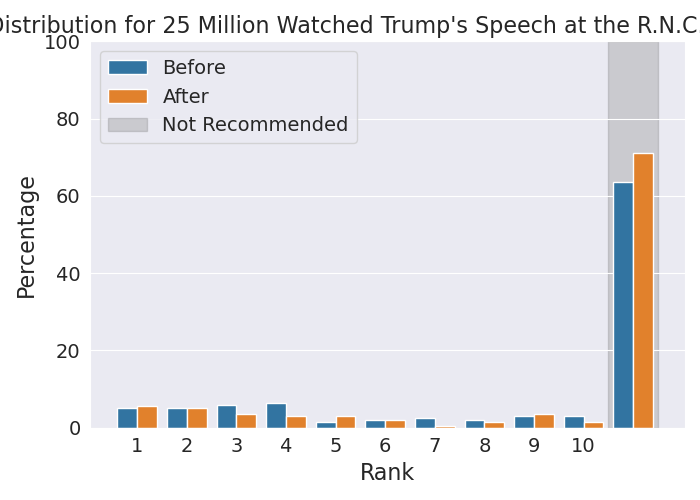 istribution for 25 Million Watched Trump's Speech at the R.N.C.
100
80
60
40
20
0
Percentage
Before
After
Not Recommended
1 2 3 4 5 6 7 8 9 10
Rank